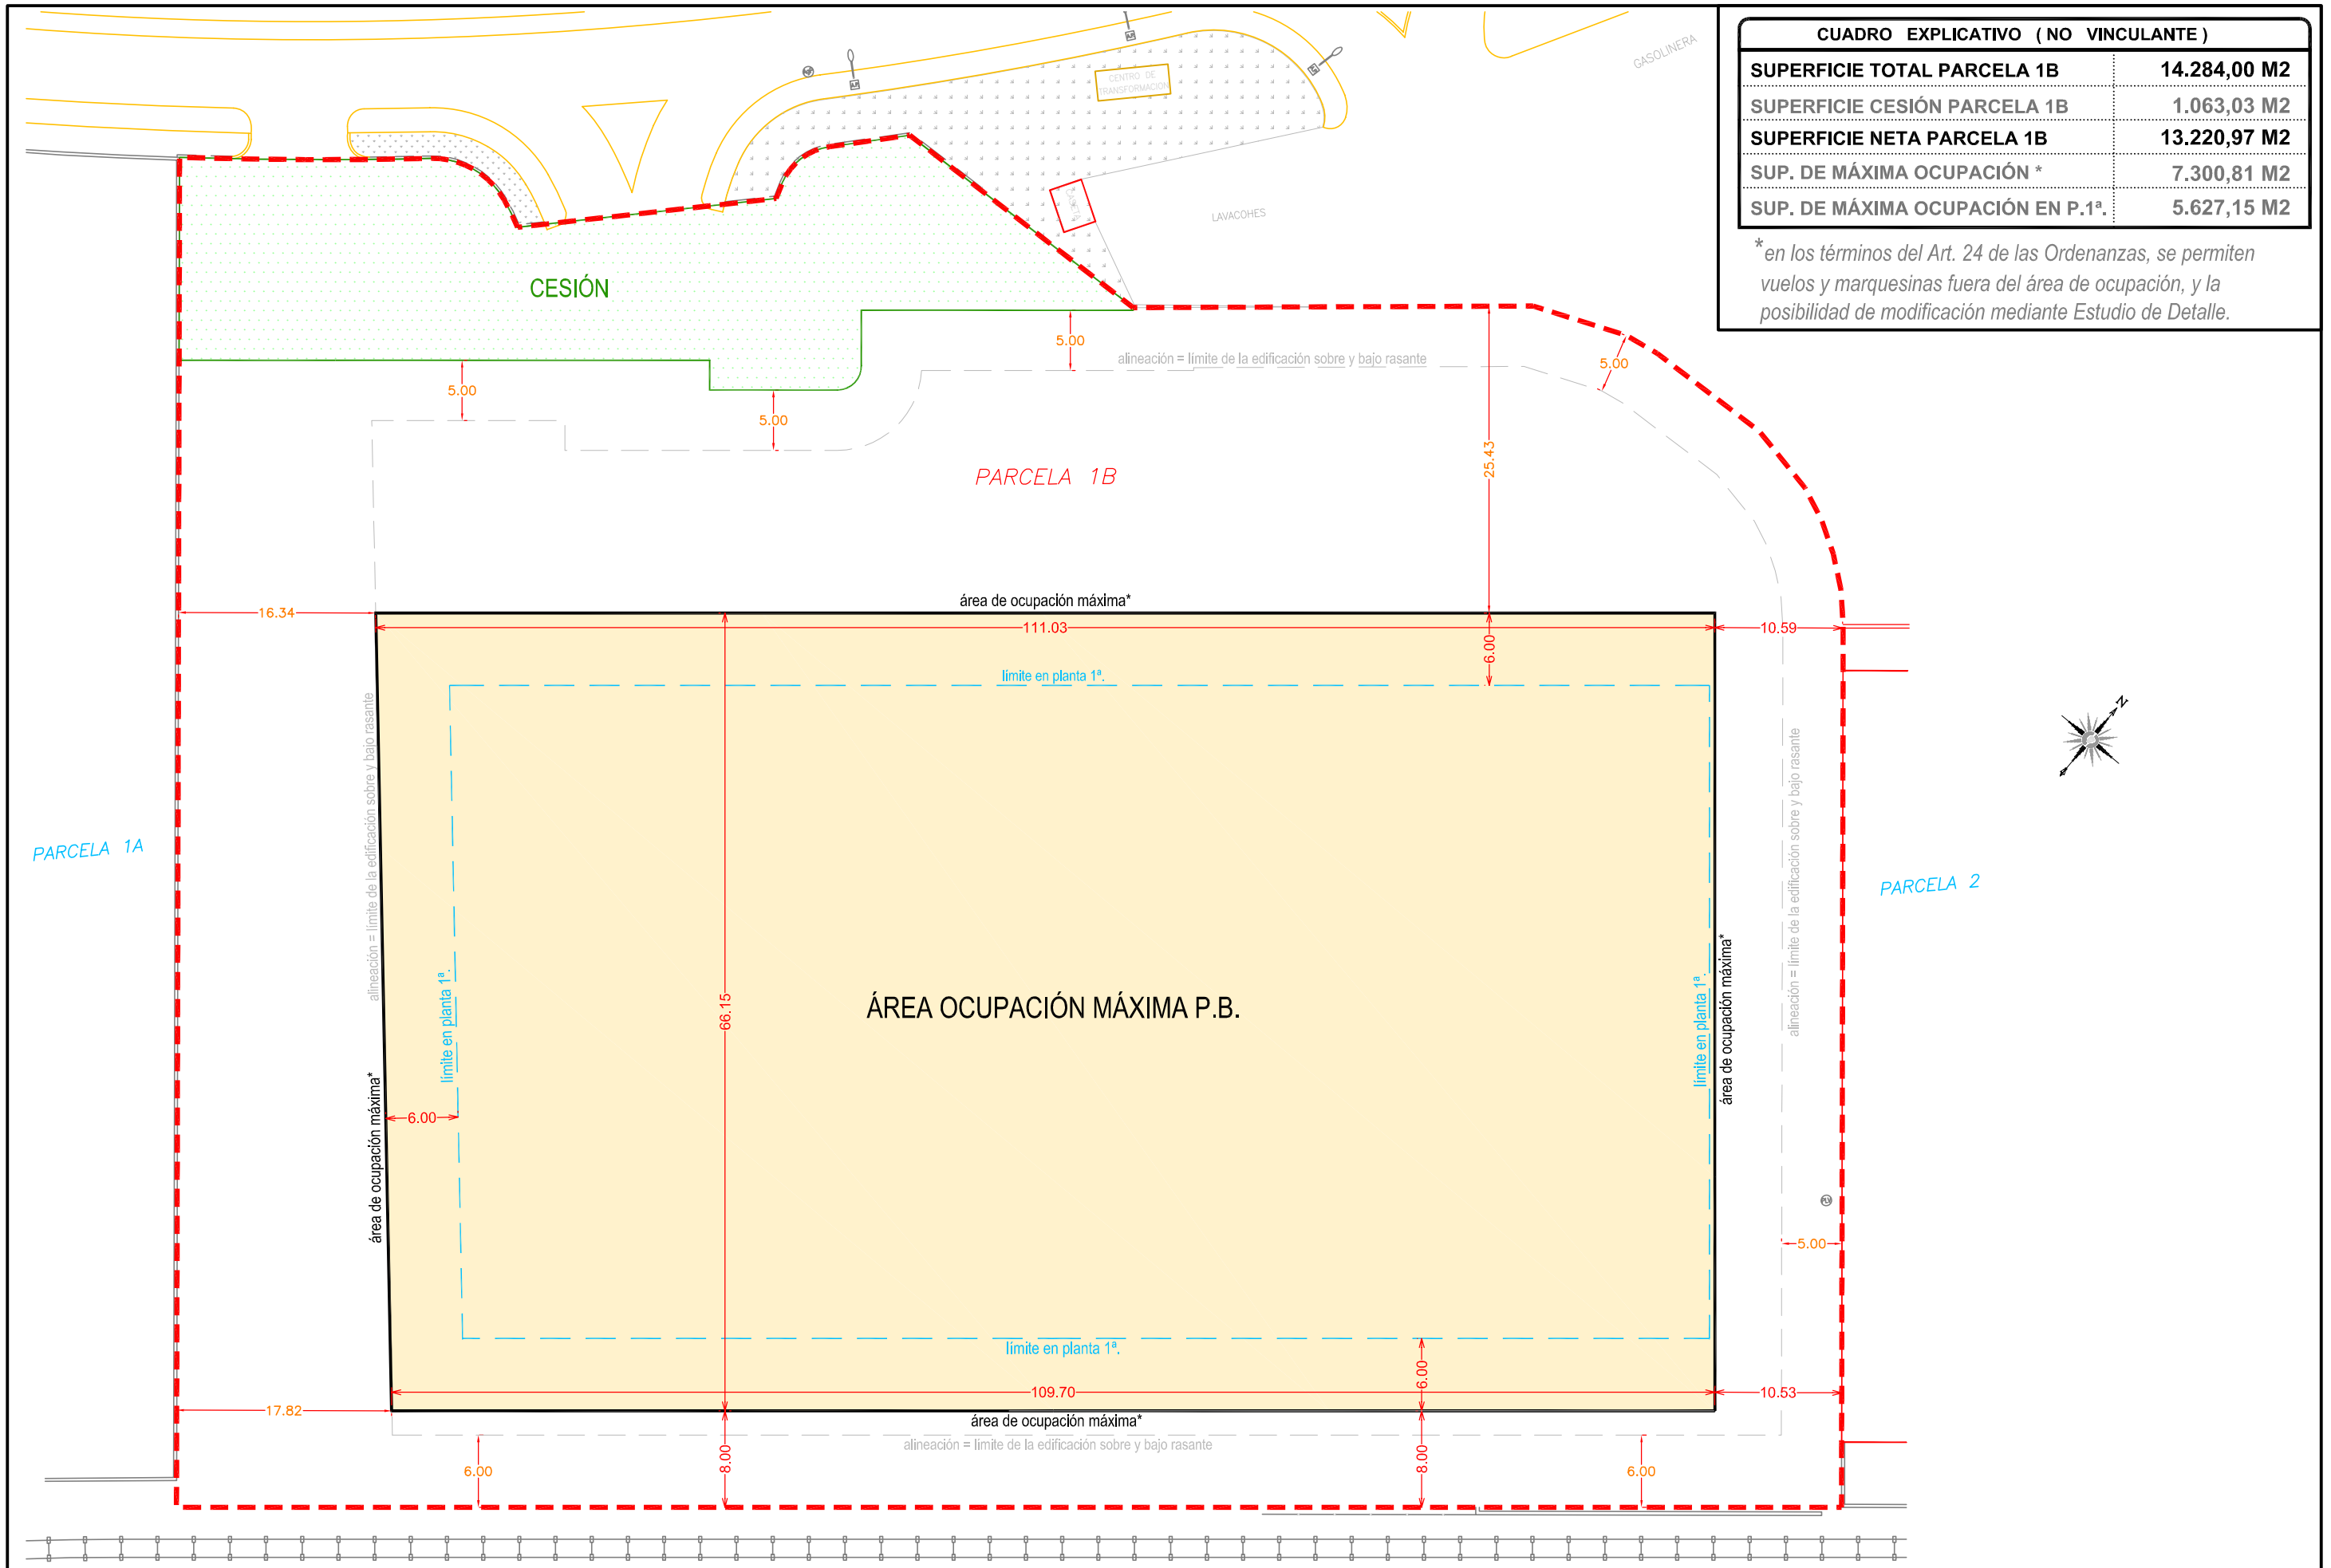 CUADRO EXPLICATIVO ( NO VINCULANTE )
SUPERFICIE TOTAL PARCELA 1B 14.284,00 M2
SUPERFICIE CESIÓN PARCELA 1B 1.063,03 M2
SUPERFICIE NETA PARCELA 1B 13.220,97 M2
SUP. DE MÁXIMA OCUPACIÓN * 7.300,81 M2
SUP. DE MÁXIMA OCUPACIÓN EN P.1ª. 5.627,15 M2
*en los términos del Art. 24 de las Ordenanzas, se permiten
vuelos y marquesinas fuera del área de ocupación, y la
posibilidad de modificación mediante Estudio de Detalle.
GASOLINERA
CENTRO DE
TRANSFORMACION
LAVACOHES
CESIÓN
5.00
5.00
5.00
5.00
alineación = límite de la edificación sobre y bajo rasante
25.43
PARCELA 1B
área de ocupación máxima*
16.34
111.03
10.59
6.00
límite en planta 1ª.
alineación = límite de la edificación sobre y bajo rasante
alineación = límite de la edificación sobre y bajo rasante
N
PARCELA 1A
PARCELA 2
límite en planta 1ª.
66.15
ÁREA OCUPACIÓN MÁXIMA P.B.
límite en planta 1ª.
área de ocupación máxima*
área de ocupación máxima*
6.00
5.00
límite en planta 1ª.
6.00
109.70
10.53
17.82
área de ocupación máxima*
alineación = límite de la edificación sobre y bajo rasante
6.00
8.00
8.00
6.00